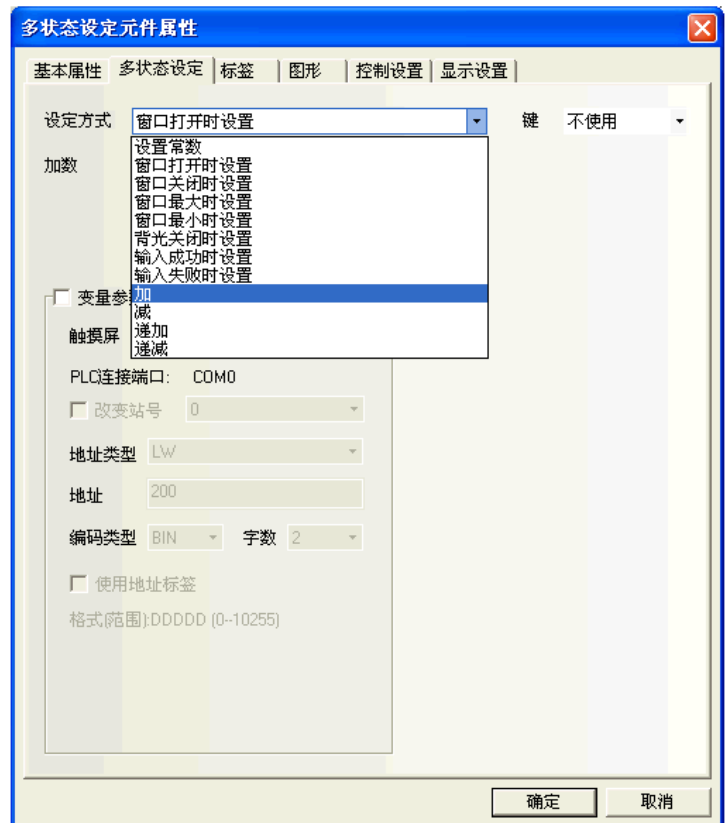 多状态设定元件属性
基本属性 多状态设定 标签 图形 控制设置 显示设置
设定方式 窗口打开时设置 键 不使用
设置常数
加数 窗口打开时设置
窗口关闭时设置
窗口最大时设置
窗口最小时设置
背光关闭时设置
输入成功时设置
输入失败时设置
变量参 加
减
触摸屏 递加
递减
PLC连接端口: COM0
改变站号 0
地址类型 LW
地址 200
编码类型 BIN 字数 2
使用地址标签
格式(范围):DDDDD (0--10255)
确定 取消